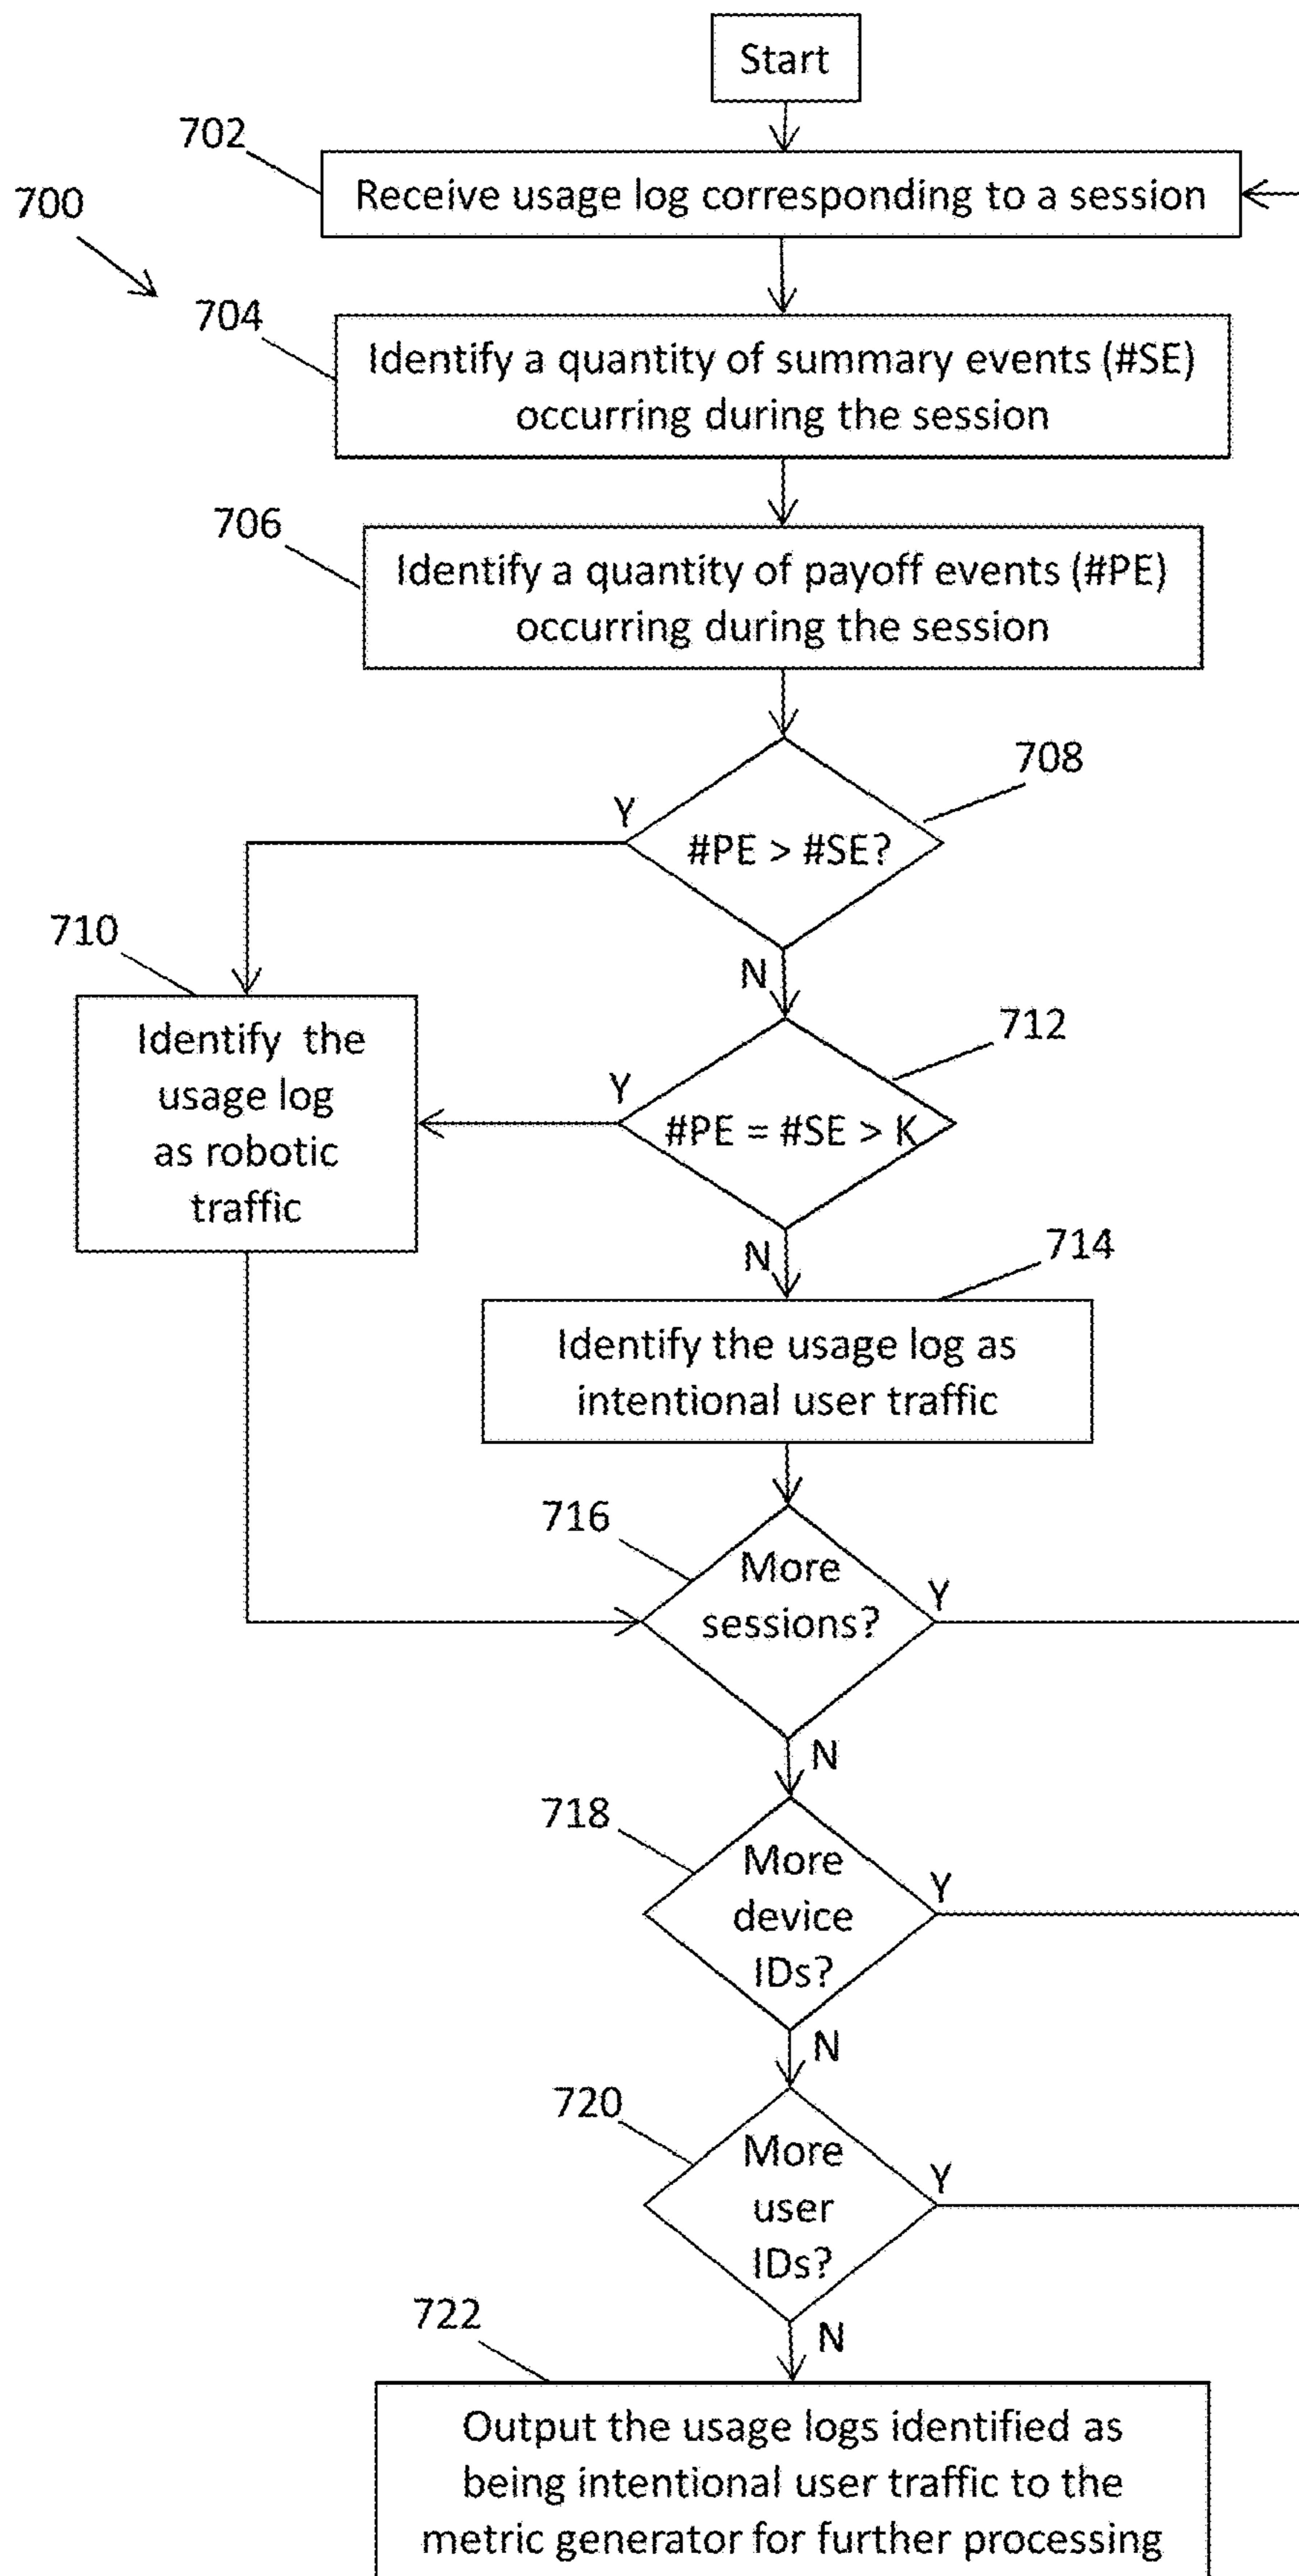 Start
702
Receive usage log corresponding to a session
700
704
Identify a quantity of summary events (#SE)
occurring during the session
706
Identify a quantity of payoff events (#PE)
occurring during the session
708
Y
#PE > #SE?
N
710
Identify the
usage log
as robotic
traffic
712
Y
#PE = #SE > K
N
714
Identify the usage log as
intentional user traffic
716
More
sessions?
Y
N
718
More
device
IDs?
Y
N
720
More
user
IDs?
Y
N
722
Output the usage logs identified as
being intentional user traffic to the
metric generator for further processing